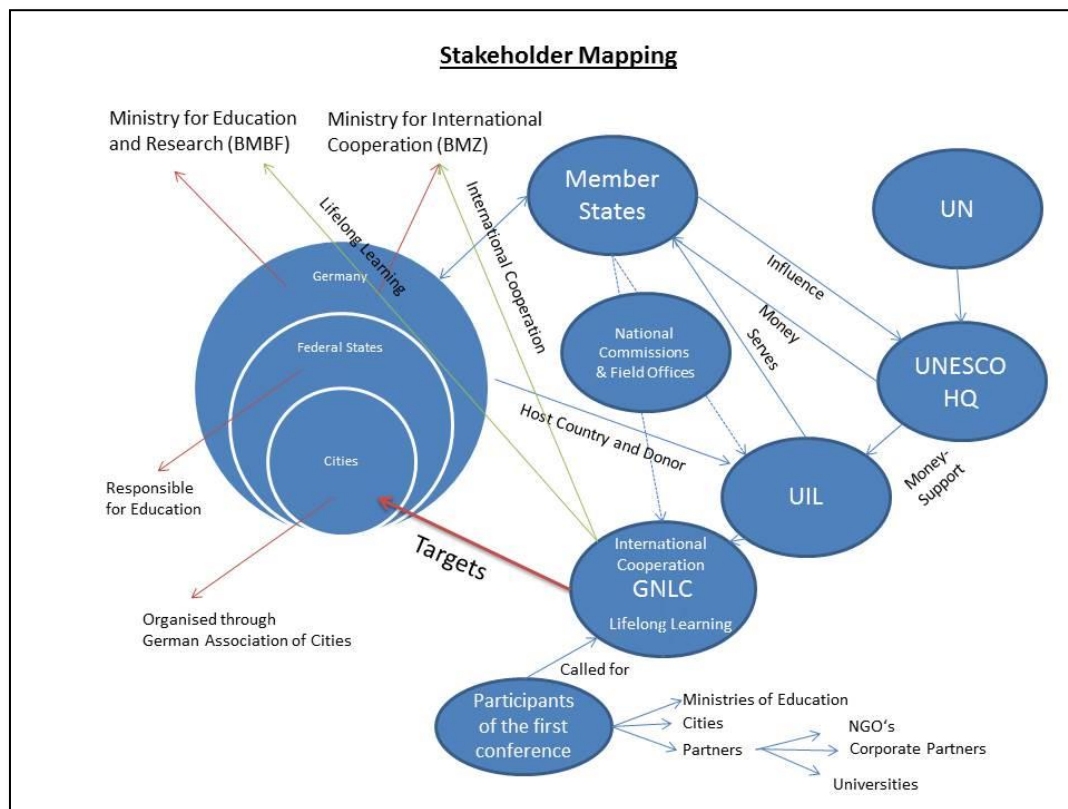 Stakeholder Mapping
Ministry for Education
and Research (BMBF)
Ministry for International
Cooperation (BMZ)
Member
States
UN
Lifelong Learning
International Cooperation
Influence
Germany
Money
Serves
National
Commissions
& Field Offices
Federal States
UNESCO
HQ
Host Country and Donor
Cities
Money-
Support
Responsible
for Education
UIL
Targets
International
Cooperation
GNLC
Lifelong Learning
Organised through
German Association of Cities
Called for
Participants
of the first
conference
Ministries of Education
Cities
Partners
NGO‘s
Corporate Partners
Universities